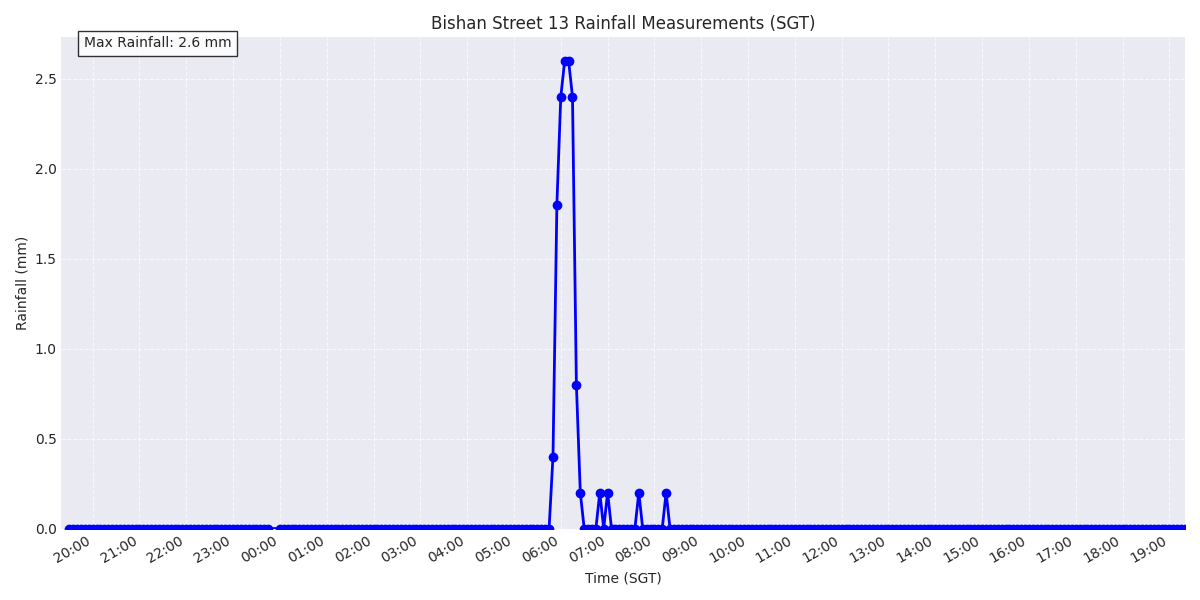 Bishan Street 13 Rainfall Measurements (SGT)
Max Rainfall: 2.6 mm
2.5
2.0
1.5
1.0
0.5
0.0
Rainfall (mm)
20:00 21:00 22:00 23:00 00:00 01:00 02:00 03:00 04:00 05:00 06:00 07:00 08:00 09:00 10:00 11:00 12:00 13:00 14:00 15:00 16:00 17:00 18:00 19:00
Time (SGT)